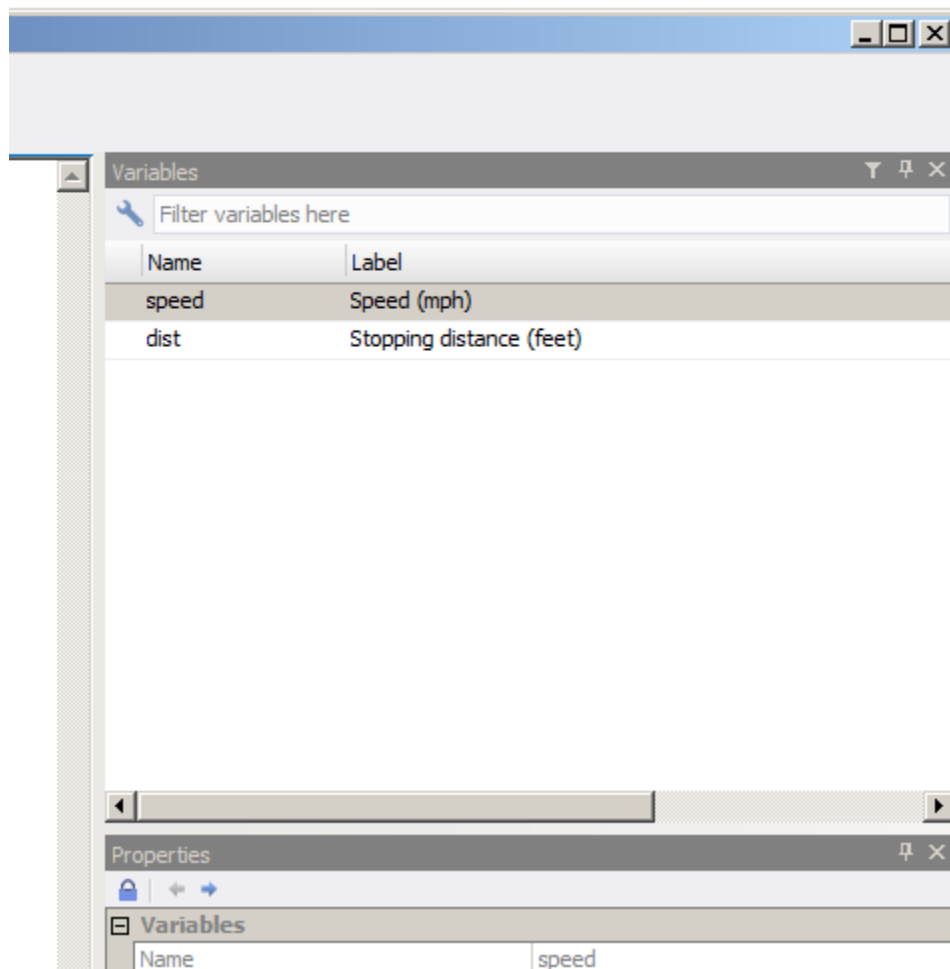 Variables
Filter variables here
Name Label
speed Speed (mph)
dist Stopping distance (feet)
Properties
Variables
Name speed